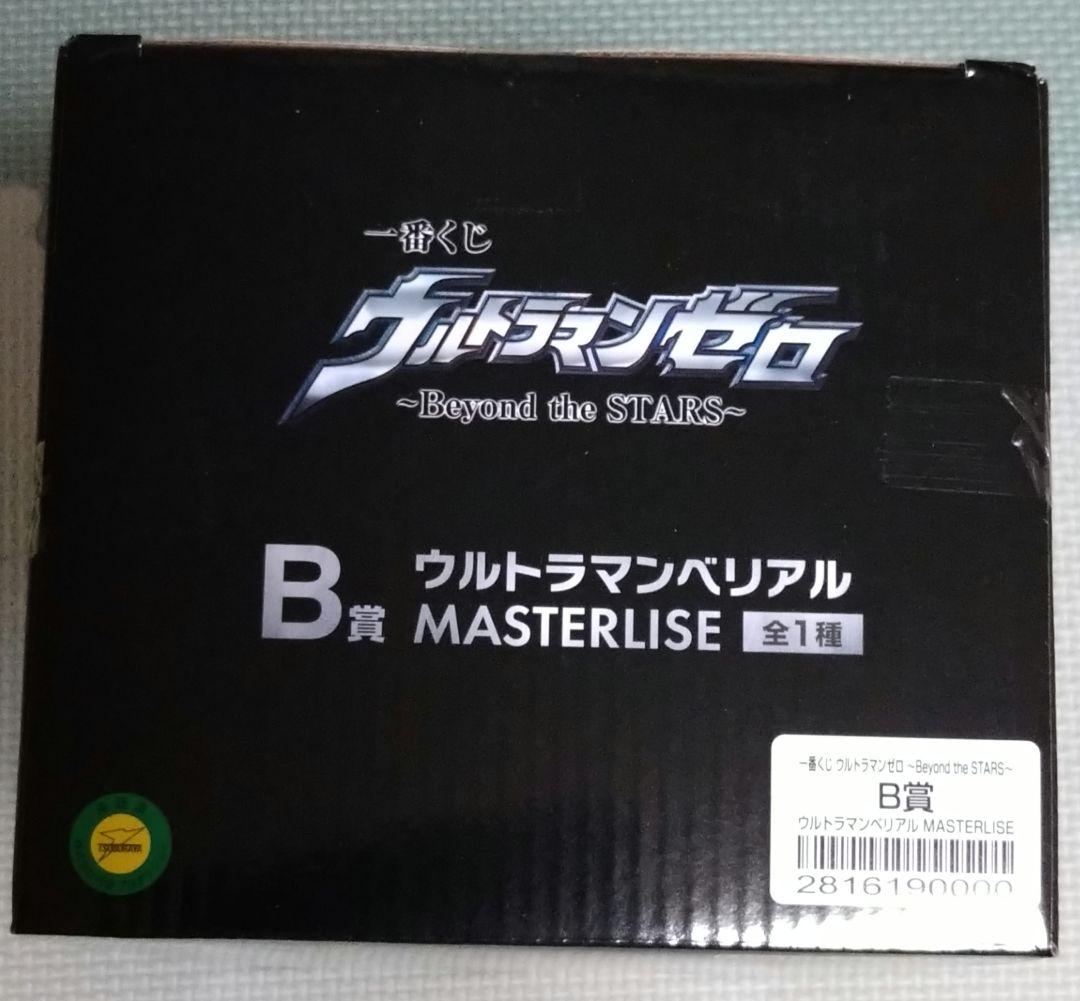 一番くじ
ウルトラマンゼロ
~Beyond the STARS~
B賞
ウルトラマンベリアル
MASTERLISE 全1種
一番くじ ウルトラマンゼロ ~Beyond the STARS~
B賞
ウルトラマンベリアル MASTERLISE
2816190000
TSUBURAYA